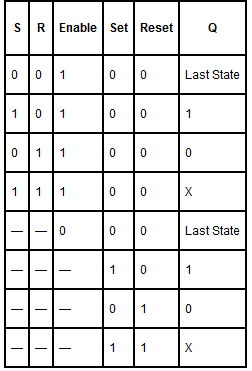 S R Enable Set Reset Q
0 0 1 0 0 Last State
1 0 1 0 0 1
0 1 1 0 0 0
1 1 1 0 0 X
— — 0 0 0 Last State
— — — 1 0 1
— — — 0 1 0
— — — 1 1 X